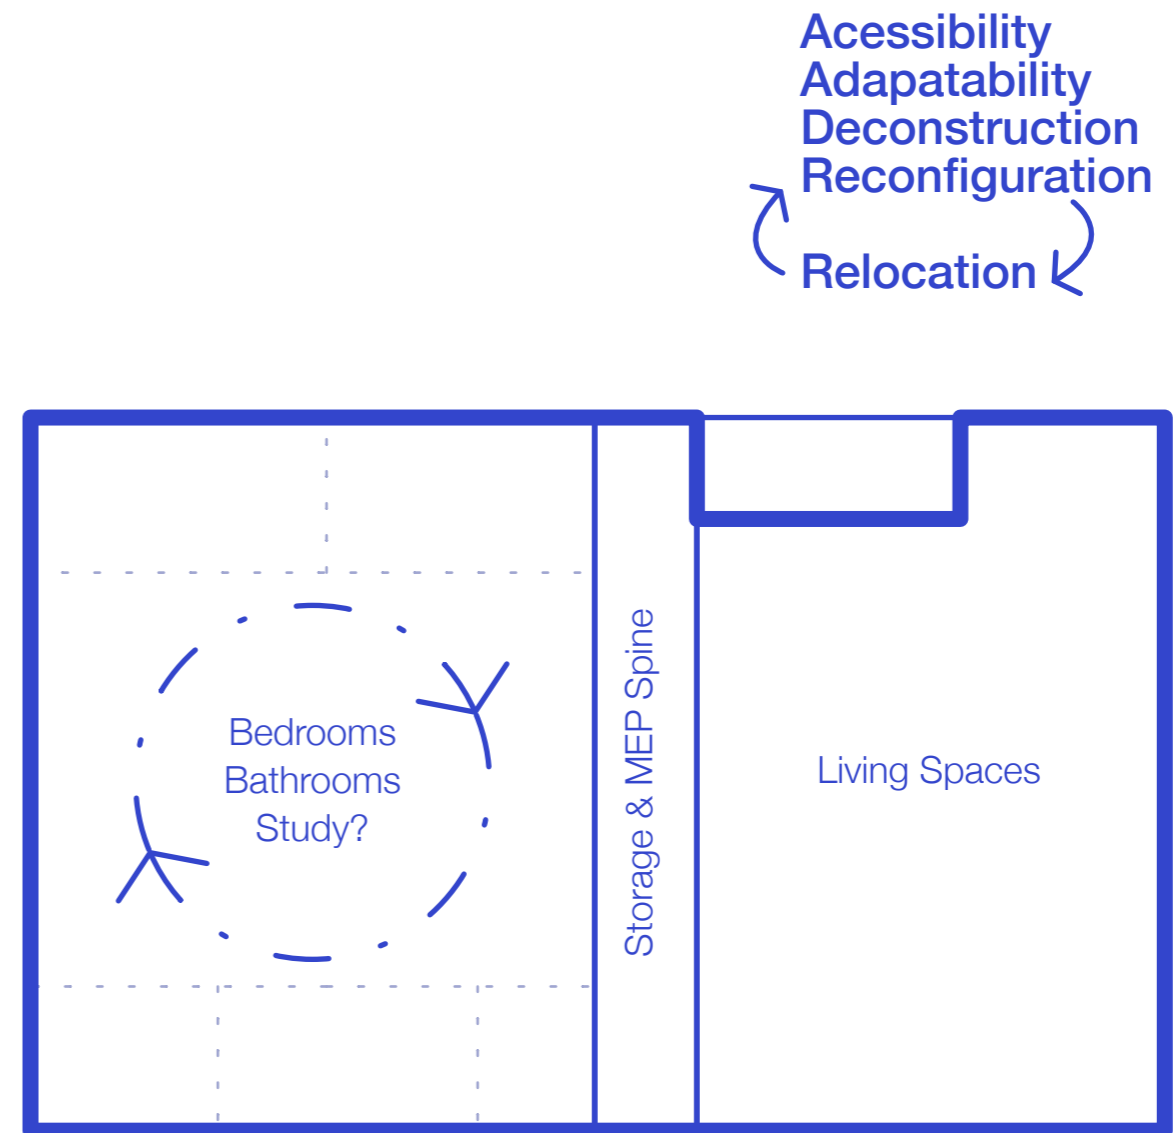 Acessibility
Adapatability
Deconstruction
Reconfiguration
Relocation
Bedrooms
Bathrooms
Study?
Storage & MEP Spine
Living Spaces